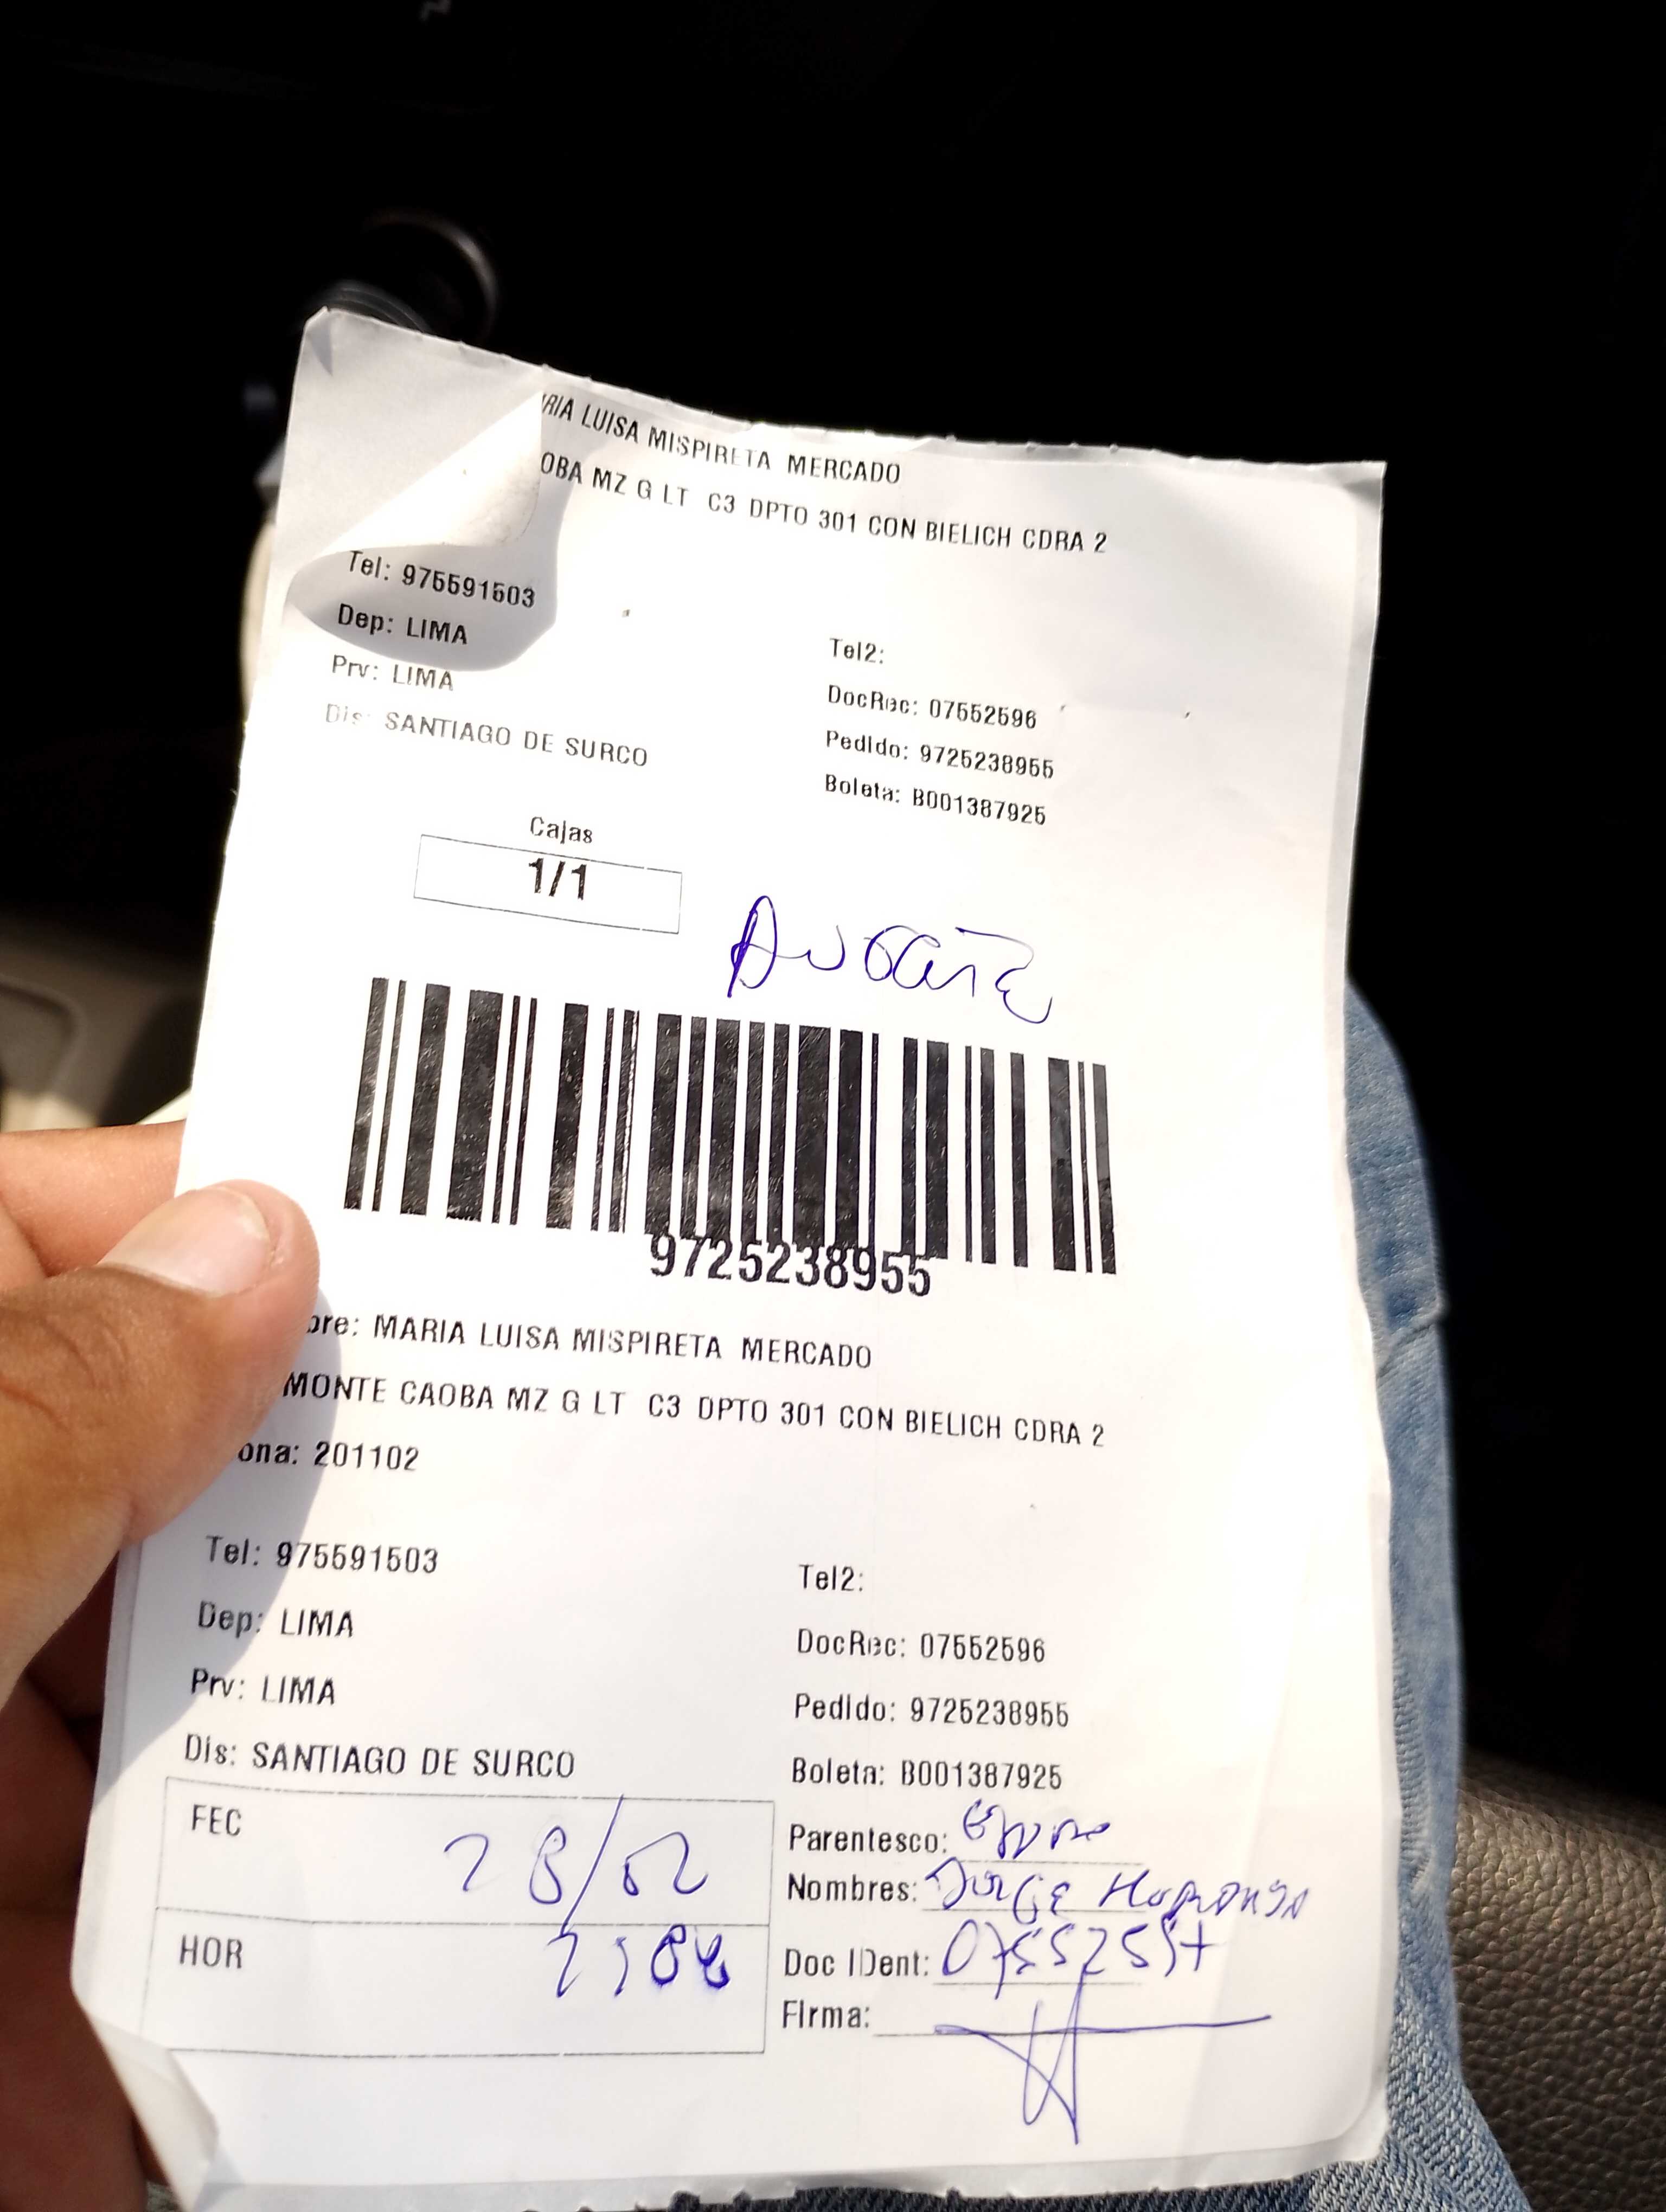 RIA LUISA MISPIRETA MERCADO
OBA MZ G LT C3 DPTO 301 CON BIELICH CDRA 2
Tel: 975591503
Dep: LIMA
Prv: LIMA
Dis: SANTIAGO DE SURCO
Tel2:
DocRec: 07552596
Pedido: 9725238955
Boleta: B001387925
Cajas
1/1
9725238955
bre: MARIA LUISA MISPIRETA MERCADO
MONTE CAOBA MZ G LT C3 DPTO 301 CON BIELICH CDRA 2
ona: 201102
Tel: 975591503
Dep: LIMA
Prv: LIMA
Dis: SANTIAGO DE SURCO
Tel2:
DocRec: 07552596
Pedido: 9725238955
Boleta: B001387925
FEC 28/02
HOR
Parentesco:
Nombres: JORGE
Doc IDent:
Firma: